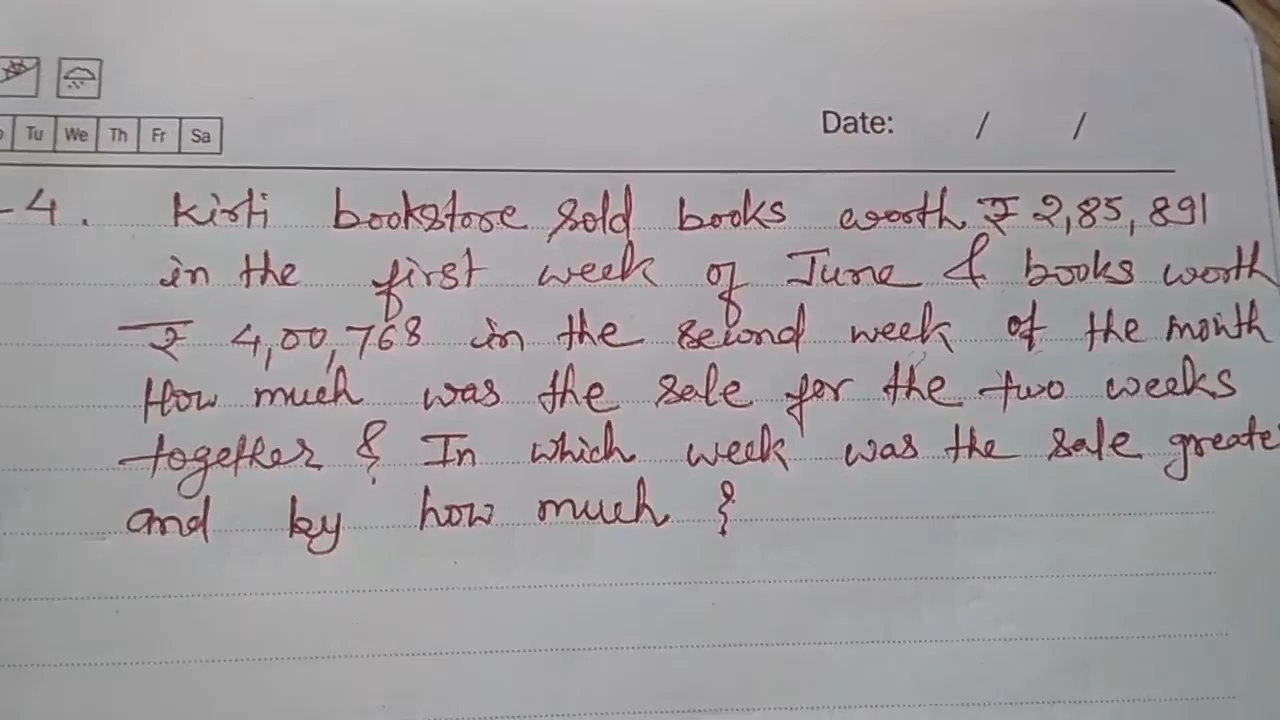 Tu We Th Fr Sa
Date: / /
-4. Kirti bookstore sold books worth ₹ 2,85,891
in the first week of June & books worth
₹ 4,00,768 in the second week of the month
How much was the sale for the two weeks
together ? In which week was the sale greate
and by how much ?